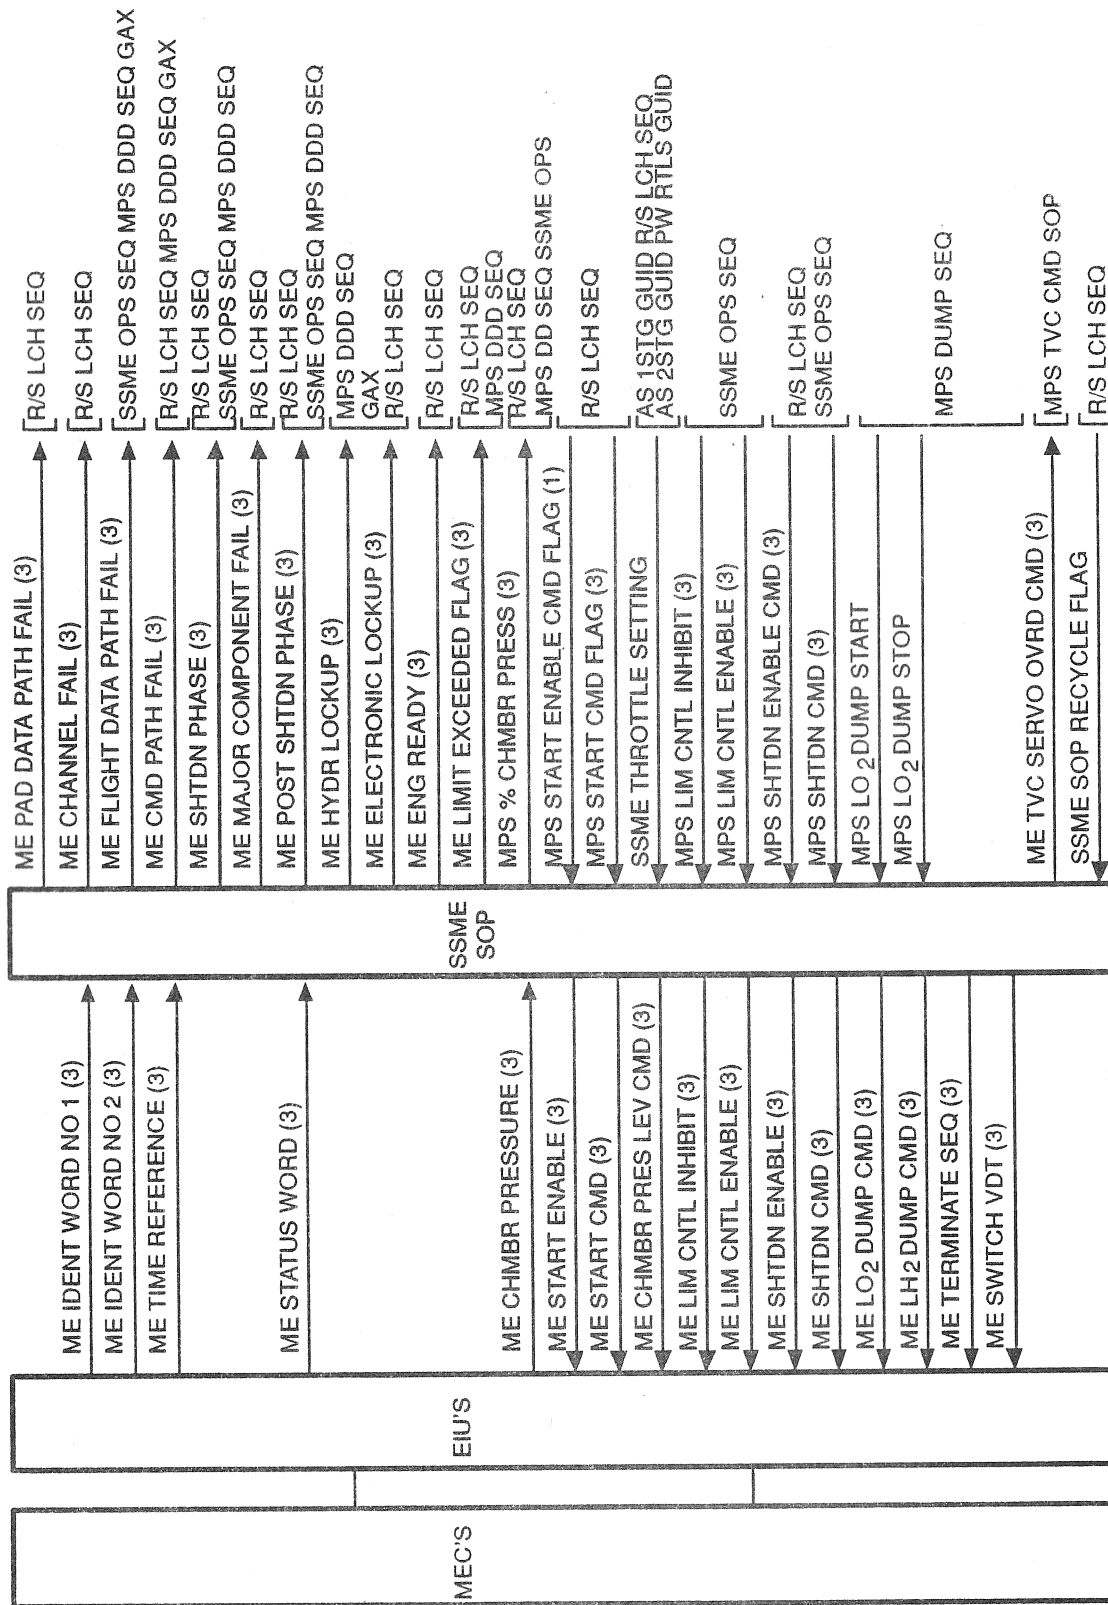 MEC'S
EIU'S
ME IDENT WORD NO 1 (3)
ME IDENT WORD NO 2 (3)
ME TIME REFERENCE (3)
ME STATUS WORD (3)
ME CHMBR PRESSURE (3)
ME START ENABLE (3)
ME START CMD (3)
ME CHMBR PRES LEV CMD (3)
ME LIM CNTL INHIBIT (3)
ME LIM CNTL ENABLE (3)
ME SHTDN ENABLE (3)
ME SHTDN CMD (3)
ME LO2 DUMP CMD (3)
ME LH2 DUMP CMD (3)
ME TERMINATE SEQ (3)
ME SWITCH VDT (3)
SSME
SOP
ME PAD DATA PATH FAIL (3)
ME CHANNEL FAIL (3)
ME FLIGHT DATA PATH FAIL (3)
ME CMD PATH FAIL (3)
ME SHTDN PHASE (3)
ME MAJOR COMPONENT FAIL (3)
ME POST SHTDN PHASE (3)
ME HYDR LOCKUP (3)
ME ELECTRONIC LOCKUP (3)
ME ENG READY (3)
ME LIMIT EXCEEDED FLAG (3)
MPS % CHMBR PRESS (3)
MPS START ENABLE CMD FLAG (1)
MPS START CMD FLAG (3)
SSME THROTTLE SETTING
MPS LIM CNTL INHIBIT (3)
MPS LIM CNTL ENABLE (3)
MPS SHTDN ENABLE CMD (3)
MPS SHTDN CMD (3)
MPS LO2 DUMP START
MPS LO2 DUMP STOP
ME TVC SERVO OVRD CMD (3)
SSME SOP RECYCLE FLAG
R/S LCH SEQ
R/S LCH SEQ
SSME OPS SEQ MPS DDD SEQ GAX
R/S LCH SEQ MPS DDD SEQ GAX
R/S LCH SEQ
SSME OPS SEQ MPS DDD SEQ
R/S LCH SEQ
R/S LCH SEQ
SSME OPS SEQ MPS DDD SEQ
MPS DDD SEQ
GAX
R/S LCH SEQ
R/S LCH SEQ
R/S LCH SEQ
MPS DDD SEQ
R/S LCH SEQ
MPS DD SEQ SSME OPS
R/S LCH SEQ
AS 1STG GUID R/S LCH SEQ
AS 2STG GUID PW RTLS GUID
SSME OPS SEQ
R/S LCH SEQ
SSME OPS SEQ
MPS DUMP SEQ
MPS TVC CMD SOP
R/S LCH SEQ